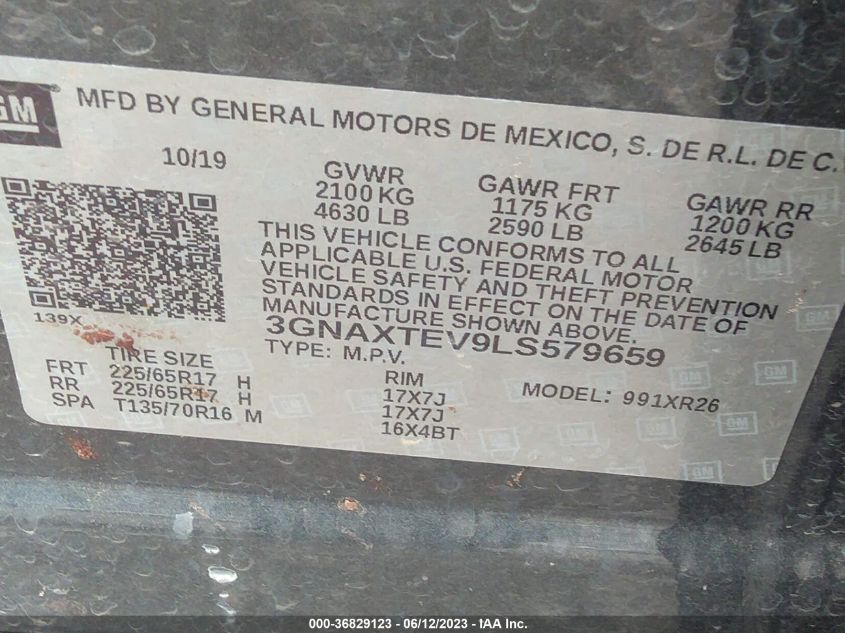 GM
MFD BY GENERAL MOTORS DE MEXICO, S. DE R.L. DE C.
10/19
GVWR
2100 KG
4630 LB
GAWR FRT
1175 KG
2590 LB
GAWR RR
1200 KG
2645 LB
THIS VEHICLE CONFORMS TO ALL
APPLICABLE U.S. FEDERAL MOTOR
VEHICLE SAFETY AND THEFT PREVENTION
STANDARDS IN EFFECT ON THE DATE OF
MANUFACTURE SHOWN ABOVE.
139X
3GNAXTEV9LS579659
TYPE: M.P.V.
TIRE SIZE
FRT 225/65R17 H
RR 225/65R17 H
SPA T135/70R16 M
RIM
17X7J
17X7J
16X4BT
MODEL: 991XR26
GM
000-36829123 - 06/12/2023 - IAA Inc.